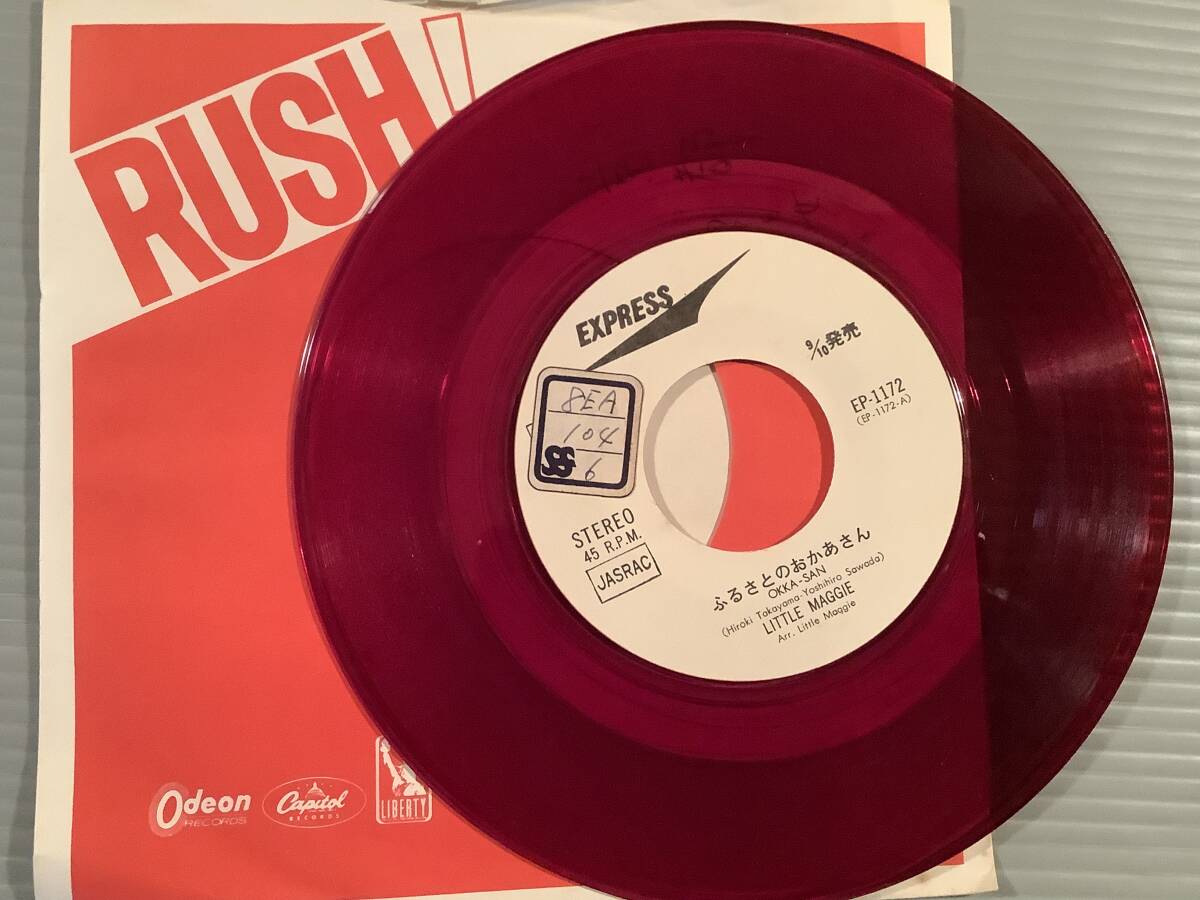 RUSH!
EXPRESS
9/10発売
EP-1172
(EP-1172-A)
8EA
104
6
STEREO
45 R.P.M.
JASRAC
ふるさとのおかあさん
OKKA-SAN
(Hiroki Takayama-Yoshihiro Sawada)
LITTLE MAGGIE
Arr. Little Maggie
Odeon
RECORDS
Capitol
RECORDS
LIBERTY